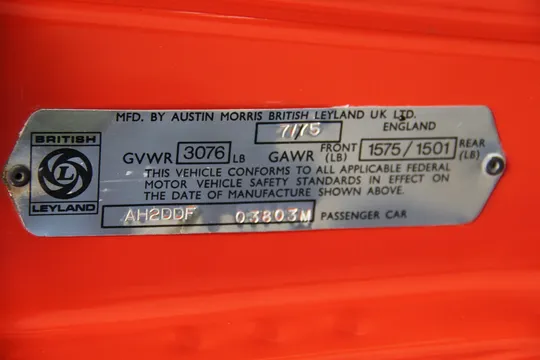 MFD. BY AUSTIN MORRIS BRITISH LEYLAND UK LTD.
7/75 ENGLAND
BRITISH
L
LEYLAND
GVWR 3076 LB GAWR FRONT (LB) 1575/1501 REAR (LB)
THIS VEHICLE CONFORMS TO ALL APPLICABLE FEDERAL
MOTOR VEHICLE SAFETY STANDARDS IN EFFECT ON
THE DATE OF MANUFACTURE SHOWN ABOVE.
AH2DDF 03803M PASSENGER CAR